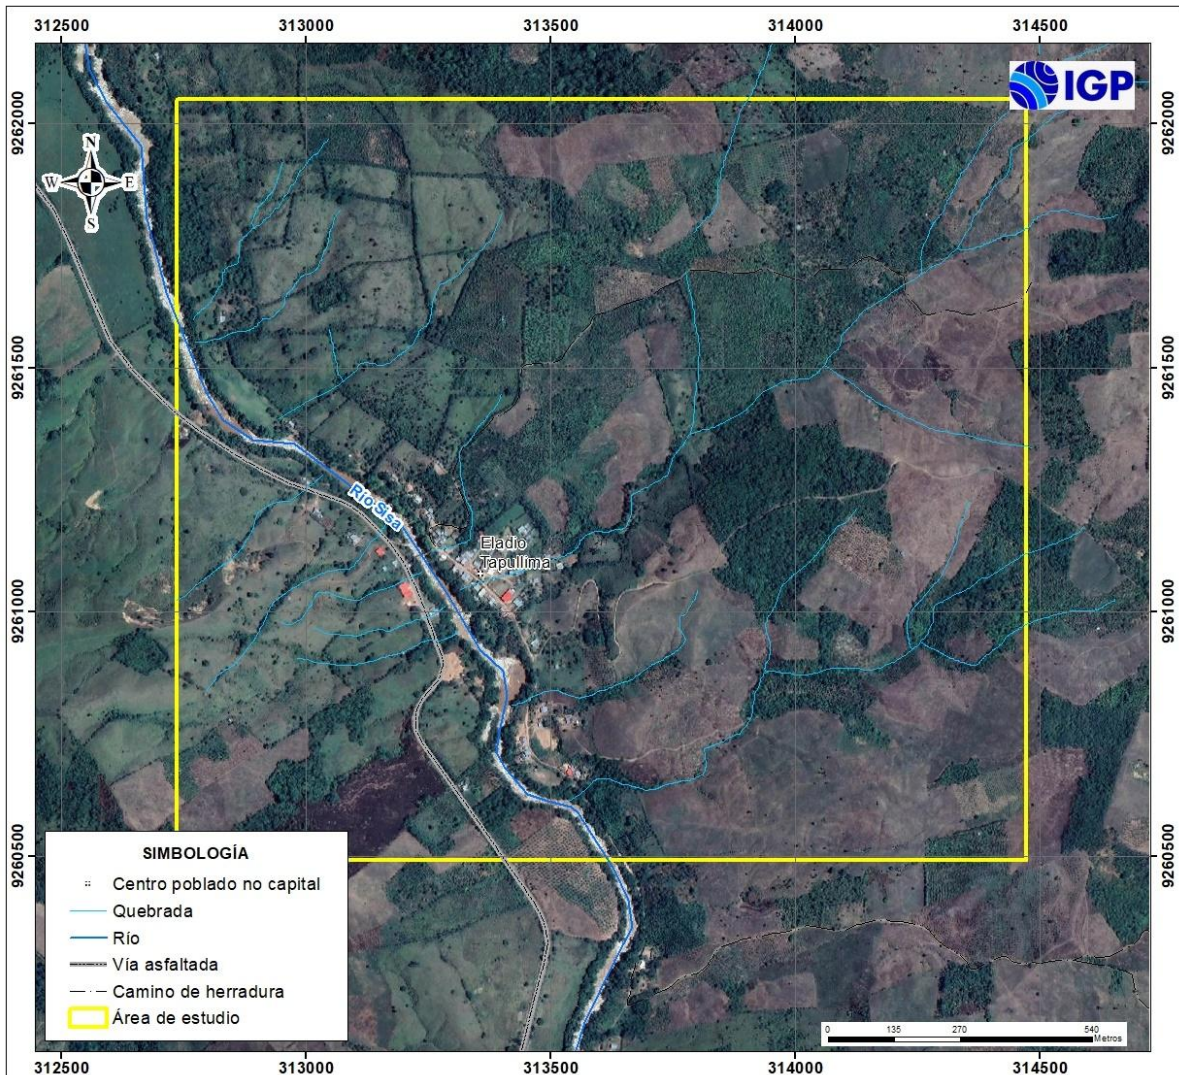 312500 313000 313500 314000 314500
IGP
9262000 9262000
N
W E
S
9261500 9261500
Río Sisa
Eladio
Tapullima
9261000 9261000
9260500 9260500
SIMBOLOGÍA
Centro poblado no capital
Quebrada
Río
Vía asfaltada
Camino de herradura
Área de estudio
0 135 270 540
Metros
312500 313000 313500 314000 314500